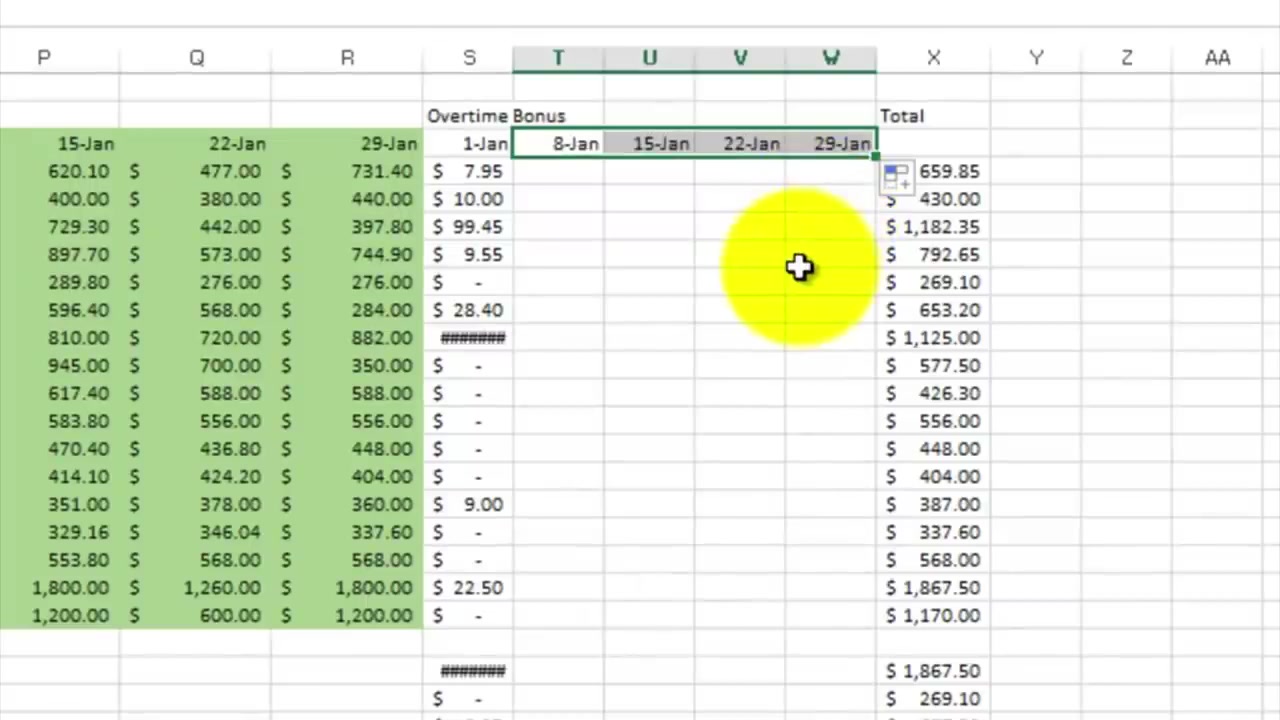 P Q R S T U V W X Y Z AA
Overtime Bonus Total
15-Jan 22-Jan 29-Jan 1-Jan 8-Jan 15-Jan 22-Jan 29-Jan
620.10 $ 477.00 $ 731.40 $ 7.95 659.85
400.00 $ 380.00 $ 440.00 $ 10.00 $ 430.00
729.30 $ 442.00 $ 397.80 $ 99.45 $ 1,182.35
897.70 $ 573.00 $ 744.90 $ 9.55 $ 792.65
289.80 $ 276.00 $ 276.00 $ - $ 269.10
596.40 $ 568.00 $ 284.00 $ 28.40 $ 653.20
810.00 $ 720.00 $ 882.00 ####### $ 1,125.00
945.00 $ 700.00 $ 350.00 $ - $ 577.50
617.40 $ 588.00 $ 588.00 $ - $ 426.30
583.80 $ 556.00 $ 556.00 $ - $ 556.00
470.40 $ 436.80 $ 448.00 $ - $ 448.00
414.10 $ 424.20 $ 404.00 $ - $ 404.00
351.00 $ 378.00 $ 360.00 $ 9.00 $ 387.00
329.16 $ 346.04 $ 337.60 $ - $ 337.60
553.80 $ 568.00 $ 568.00 $ - $ 568.00
1,800.00 $ 1,260.00 $ 1,800.00 $ 22.50 $ 1,867.50
1,200.00 $ 600.00 $ 1,200.00 $ - $ 1,170.00
####### $ 1,867.50
$ - $ 269.10